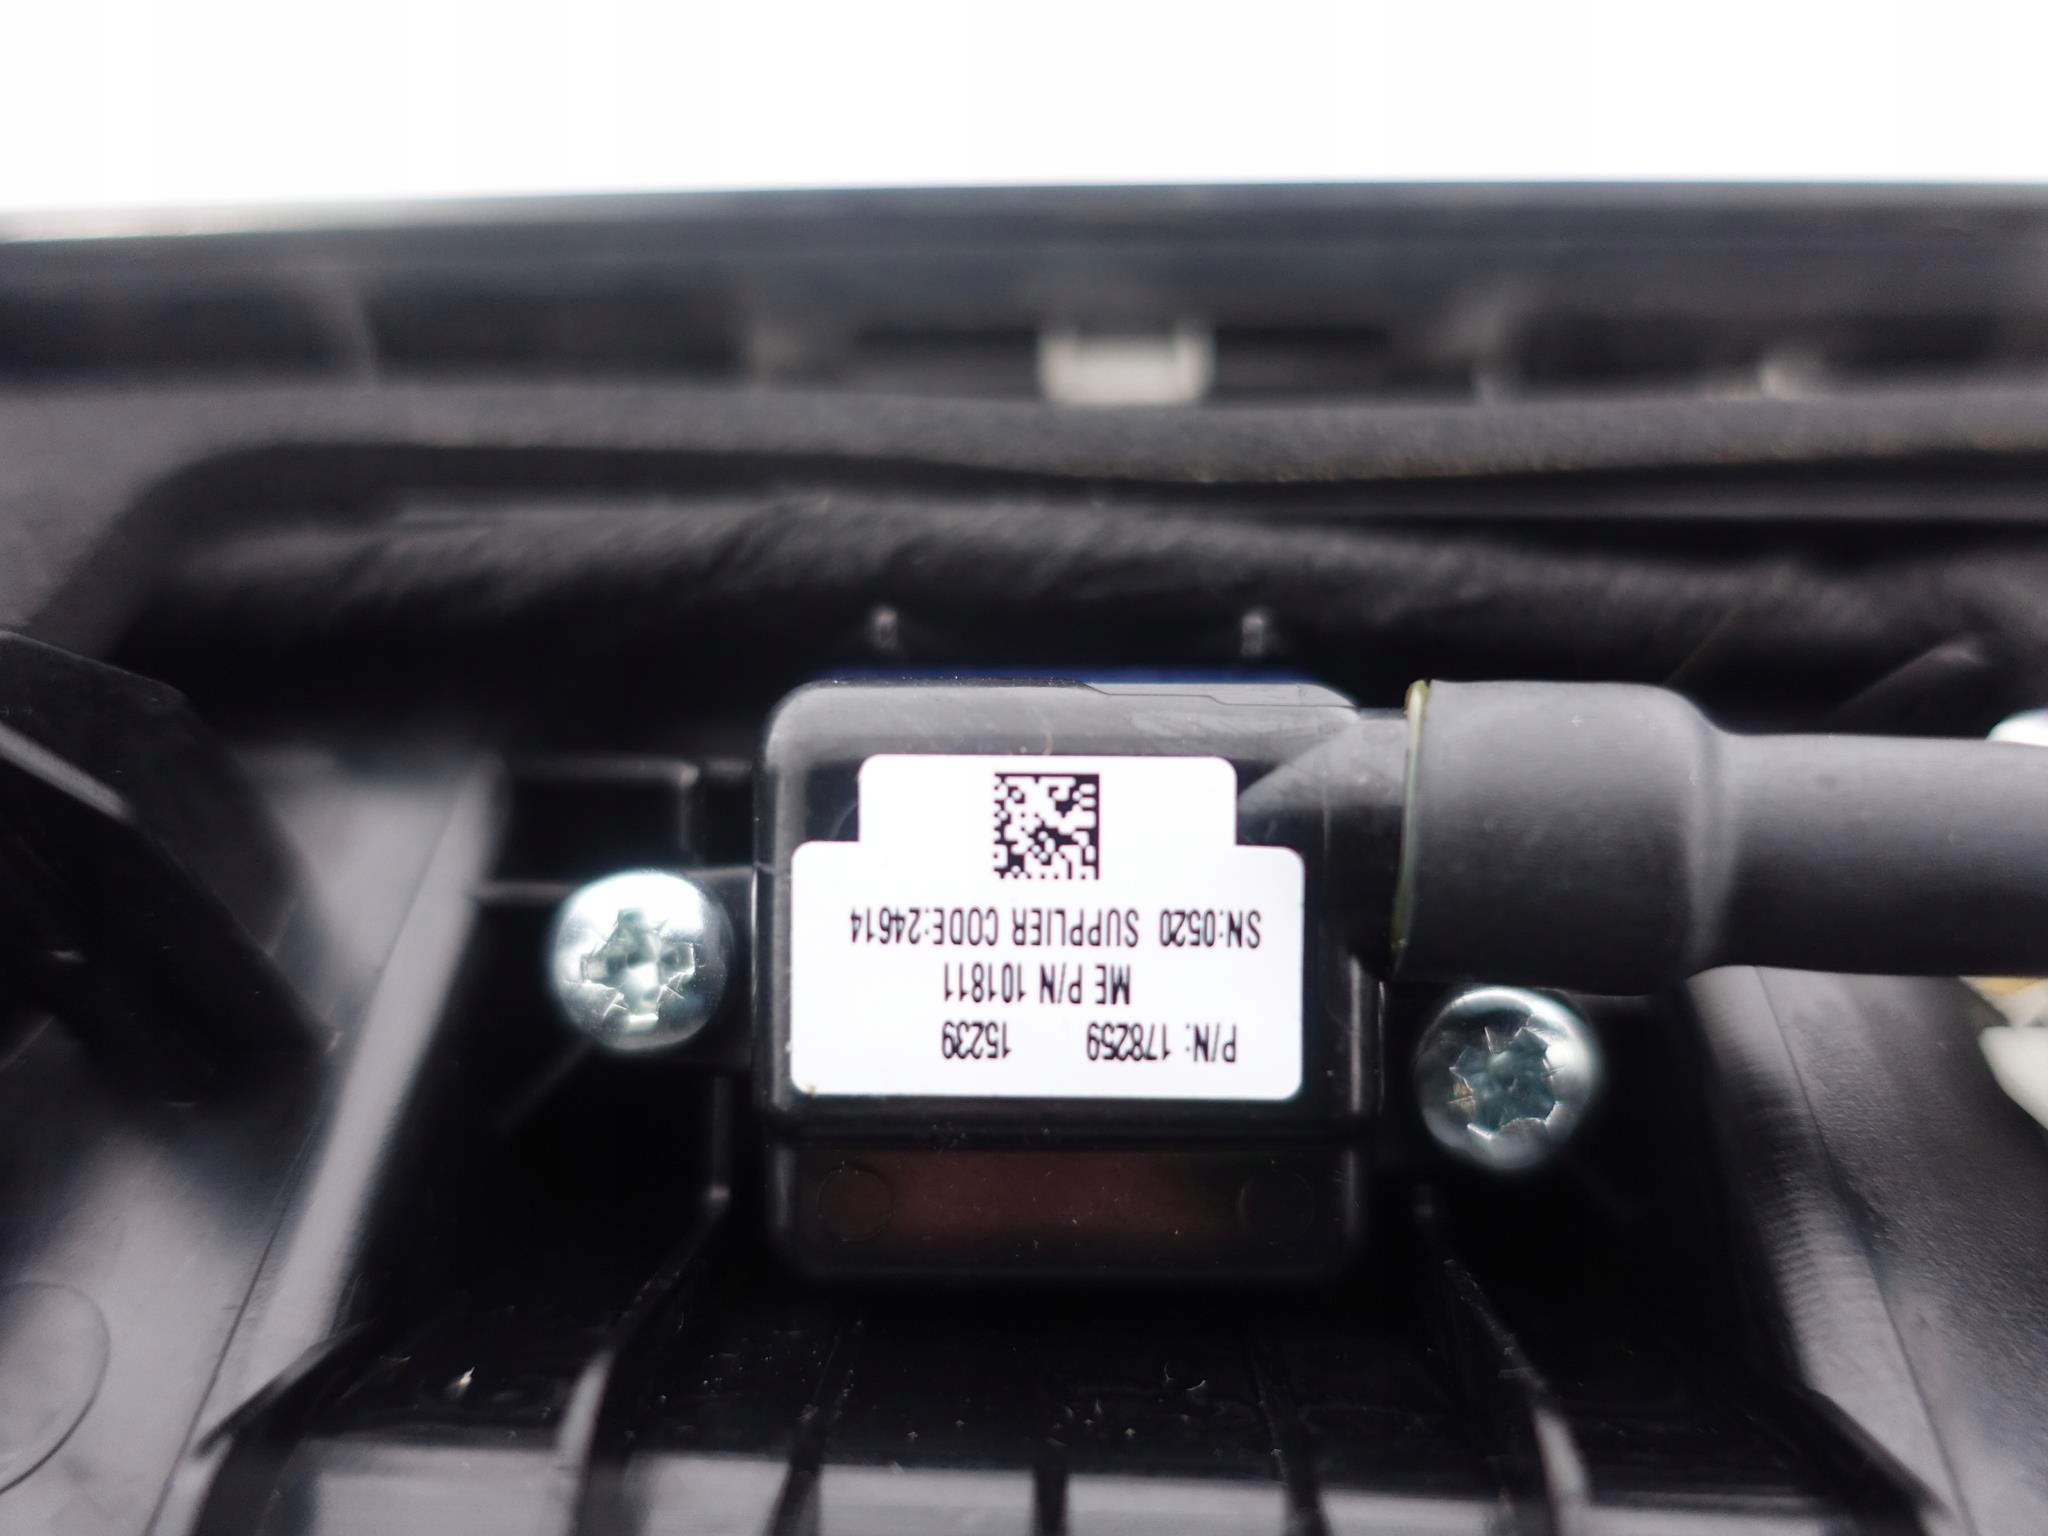 P/N: 178259 15239
ME P/N 101811
SN:0520 SUPPLIER CODE:24614